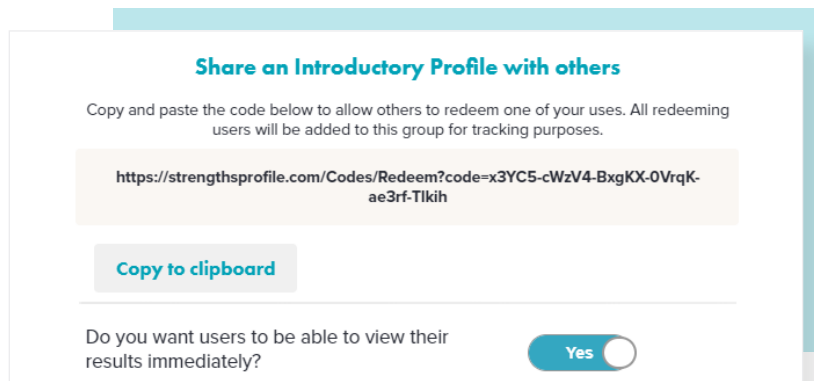 Share an Introductory Profile with others
Copy and paste the code below to allow others to redeem one of your uses. All redeeming
users will be added to this group for tracking purposes.
https://strengthsprofile.com/Codes/Redeem?code=x3YC5-cWzV4-BxgKX-0VrqK-
ae3rf-Tlkih
Copy to clipboard
Do you want users to be able to view their
results immediately?
Yes